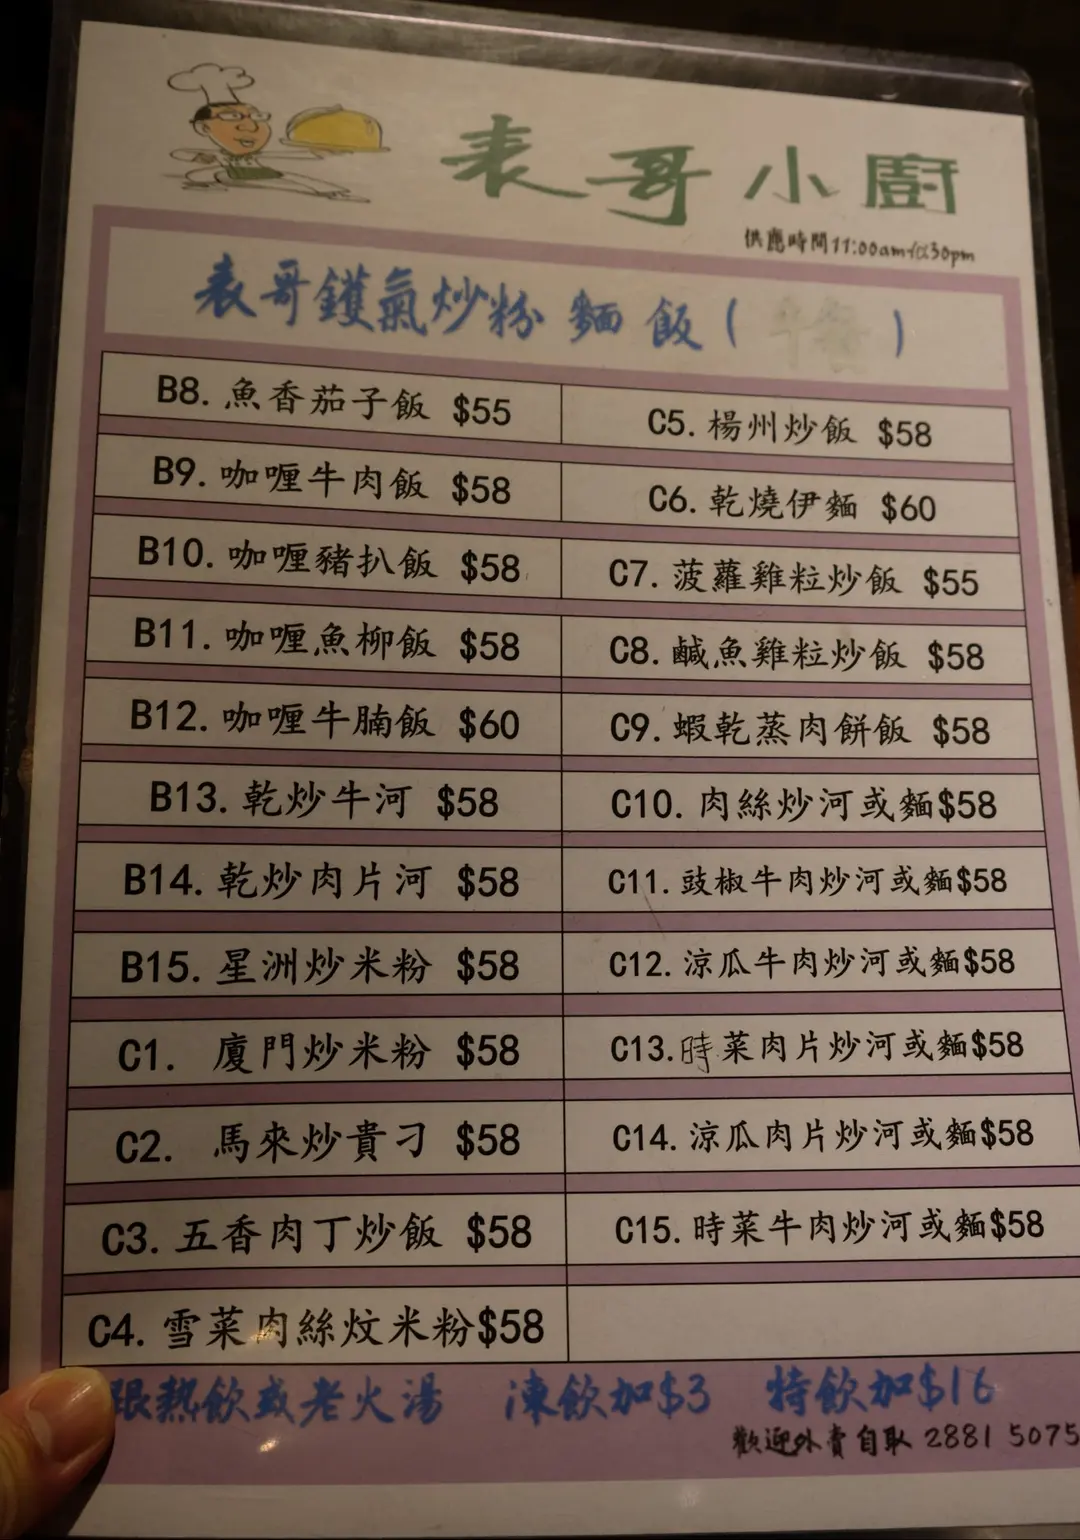 表哥小廚
供應時間11:00am
表哥鑊氣炒粉麵飯( )
B8. 魚香茄子飯 $55
B9. 咖喱牛肉飯 $58
B10. 咖喱豬扒飯 $58
B11. 咖喱魚柳飯 $58
B12. 咖喱牛腩飯 $60
B13. 乾炒牛河 $58
B14. 乾炒肉片河 $58
B15. 星洲炒米粉 $58
C1. 廈門炒米粉 $58
C2. 馬來炒貴刁 $58
C3. 五香肉丁炒飯 $58
C4. 雪菜肉絲炆米粉$58
C5. 楊州炒飯 $58
C6. 乾燒伊麵 $60
C7. 菠蘿雞粒炒飯 $55
C8. 鹹魚雞粒炒飯 $58
C9. 蝦乾蒸肉餅飯 $58
C10. 肉絲炒河或麵$58
C11. 豉椒牛肉炒河或麵$58
C12. 涼瓜牛肉炒河或麵$58
C13. 時菜肉片炒河或麵$58
C14. 涼瓜肉片炒河或麵$58
C15. 時菜牛肉炒河或麵$58
跟熱飲或老火湯 凍飲加$3 特飲加$16
歡迎外賣自取 2881 5075